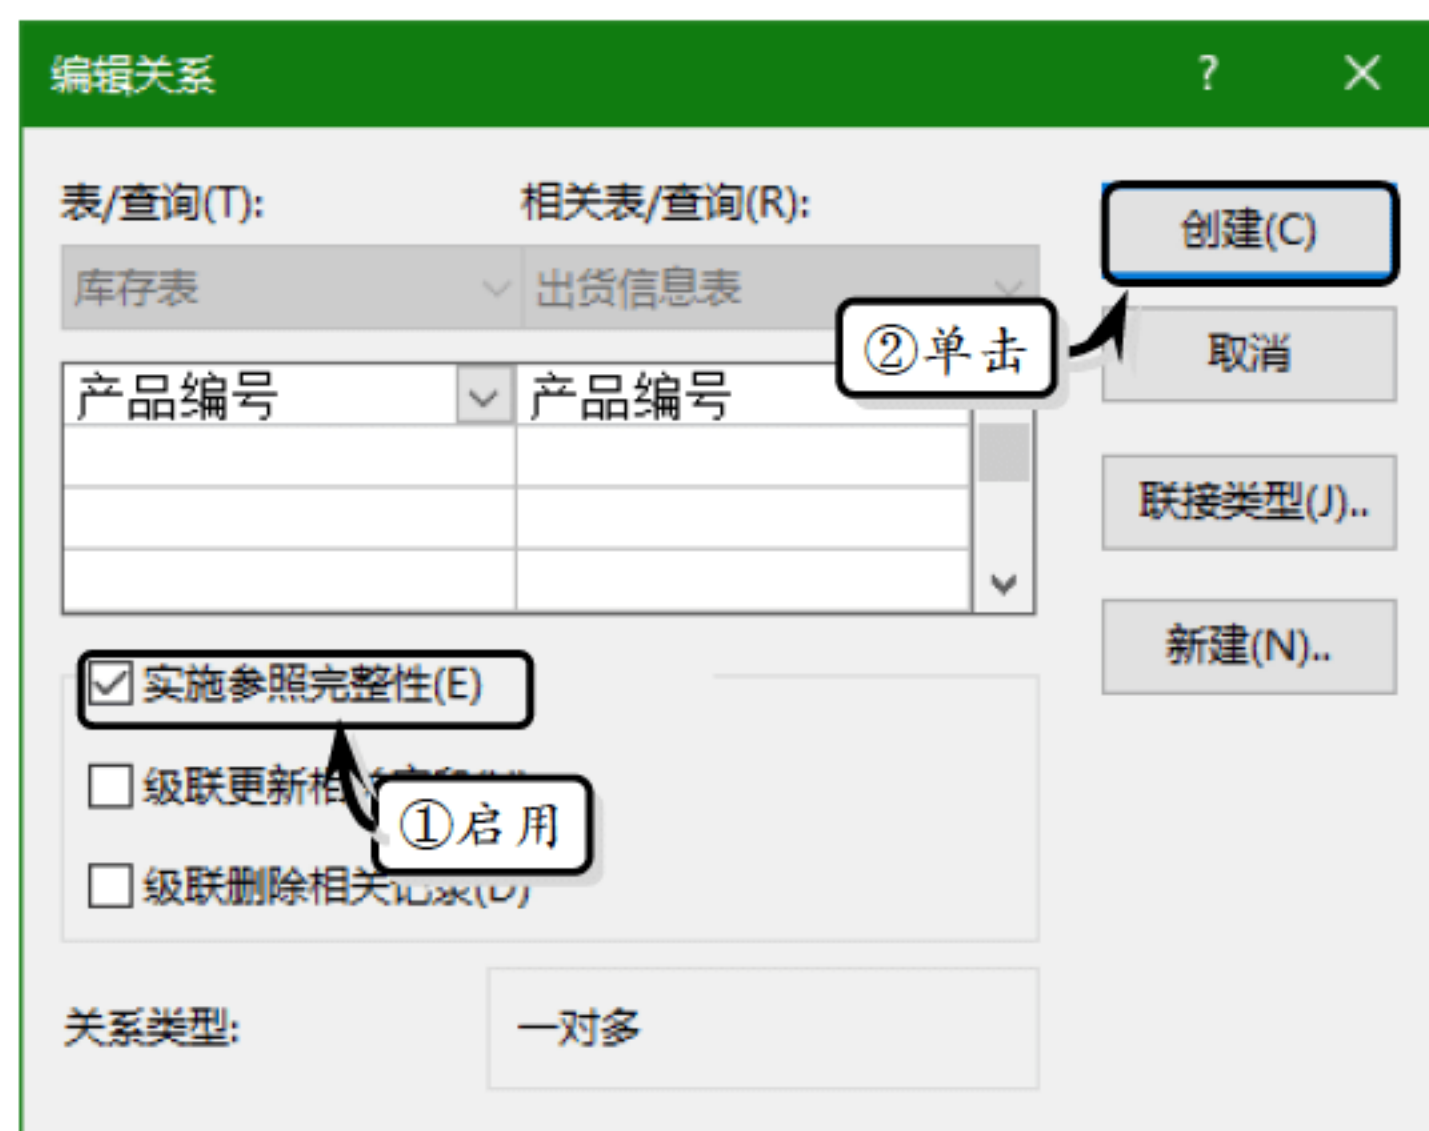 编辑关系
表/查询(T):
相关表/查询(R):
创建(C)
库存表
出货信息表
②单击
取消
产品编号
产品编号
联接类型(J)..
新建(N)..
实施参照完整性(E)
级联更新相
①启用
级联删除相关记录(D)
关系类型:
一对多